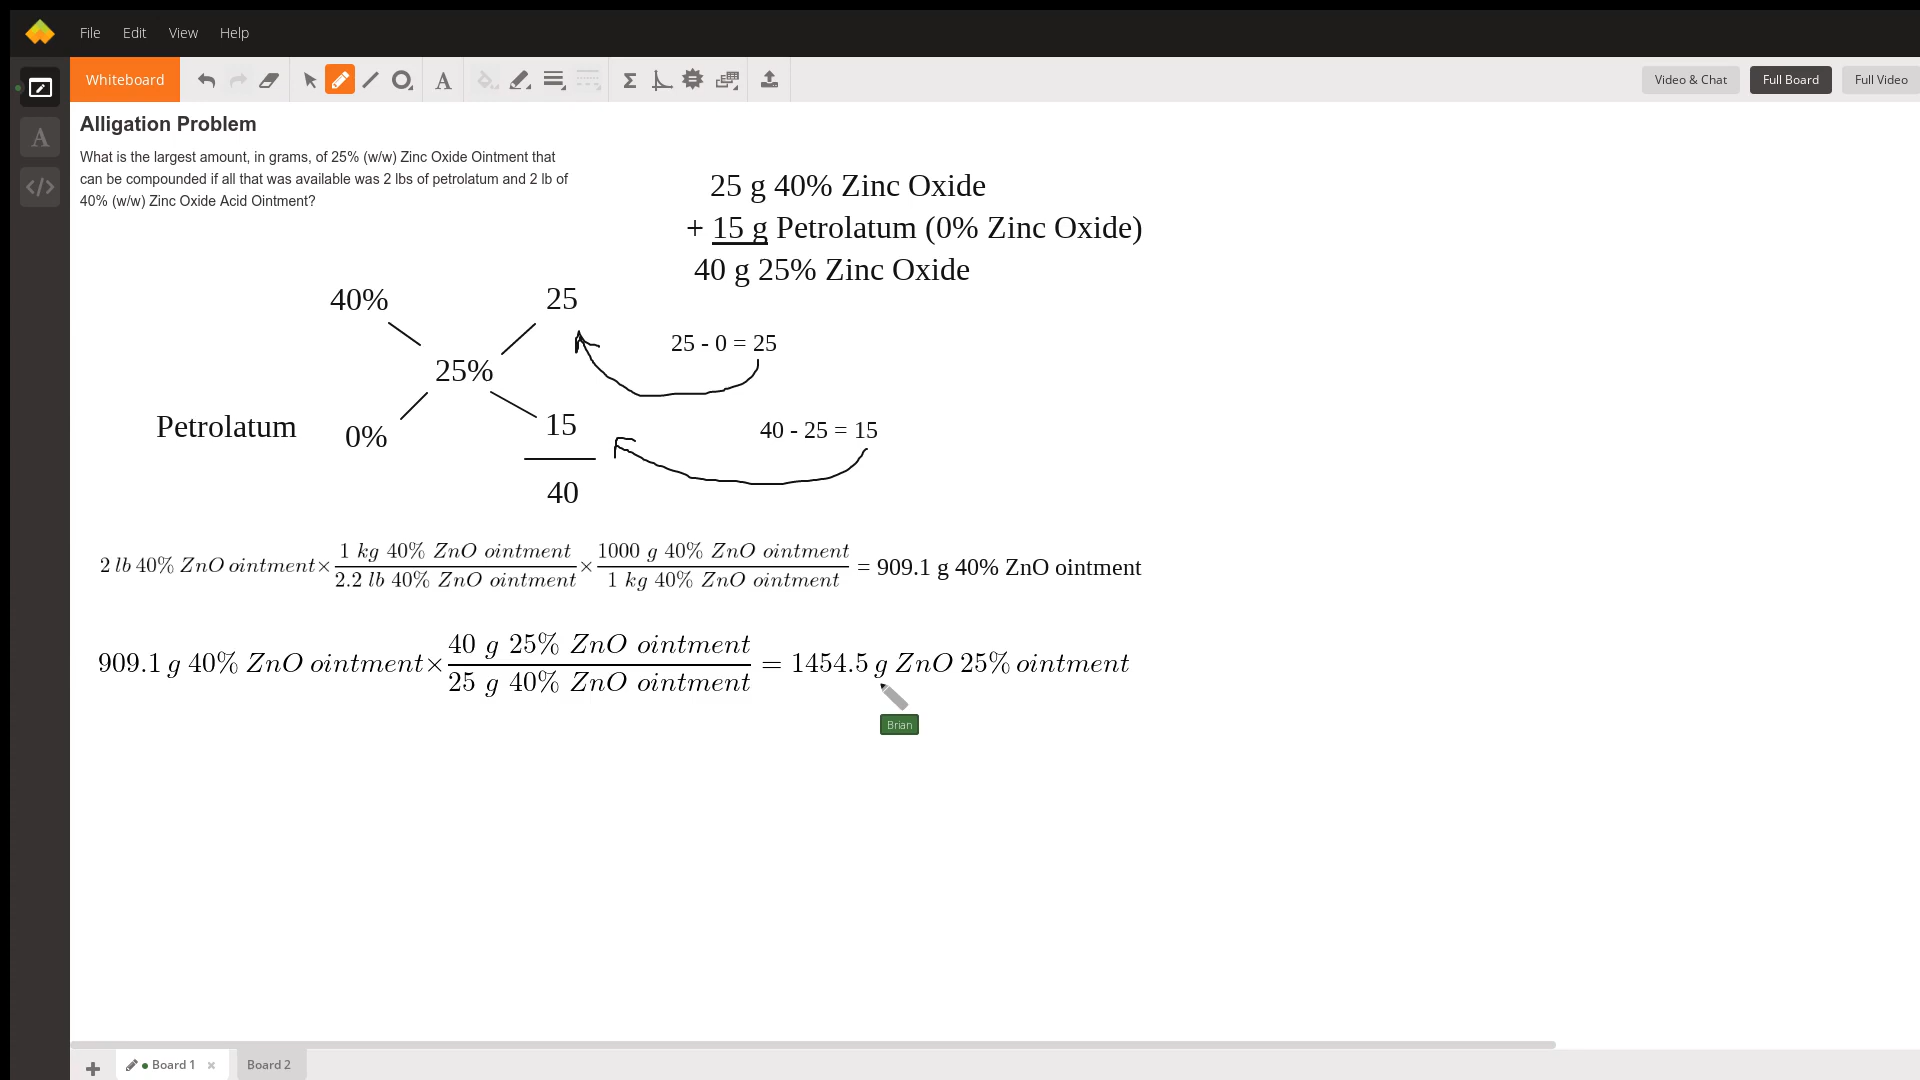 File Edit View Help
Whiteboard A Σ Video & Chat Full Board Full Video
A
</>
Alligation Problem
What is the largest amount, in grams, of 25% (w/w) Zinc Oxide Ointment that
can be compounded if all that was available was 2 lbs of petrolatum and 2 lb of
40% (w/w) Zinc Oxide Acid Ointment?
25 g 40% Zinc Oxide
+ 15 g Petrolatum (0% Zinc Oxide)
40 g 25% Zinc Oxide
40% 25
25 - 0 = 25
25%
Petrolatum 0% 15
40 - 25 = 15
40
2 lb 40% ZnO ointment × 1 kg 40% ZnO ointment / 2.2 lb 40% ZnO ointment × 1000 g 40% ZnO ointment / 1 kg 40% ZnO ointment = 909.1 g 40% ZnO ointment
909.1 g 40% ZnO ointment × 40 g 25% ZnO ointment / 25 g 40% ZnO ointment = 1454.5 g ZnO 25% ointment
Brian
+ Board 1 × Board 2